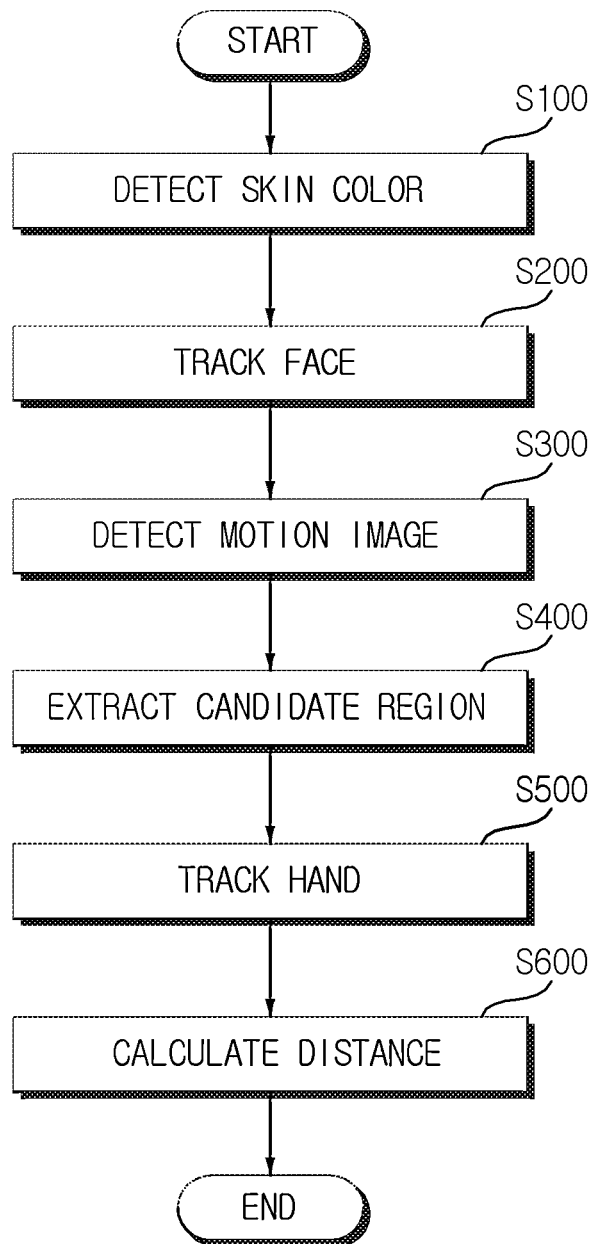 START
S100
DETECT SKIN COLOR
S200
TRACK FACE
S300
DETECT MOTION IMAGE
S400
EXTRACT CANDIDATE REGION
S500
TRACK HAND
S600
CALCULATE DISTANCE
END